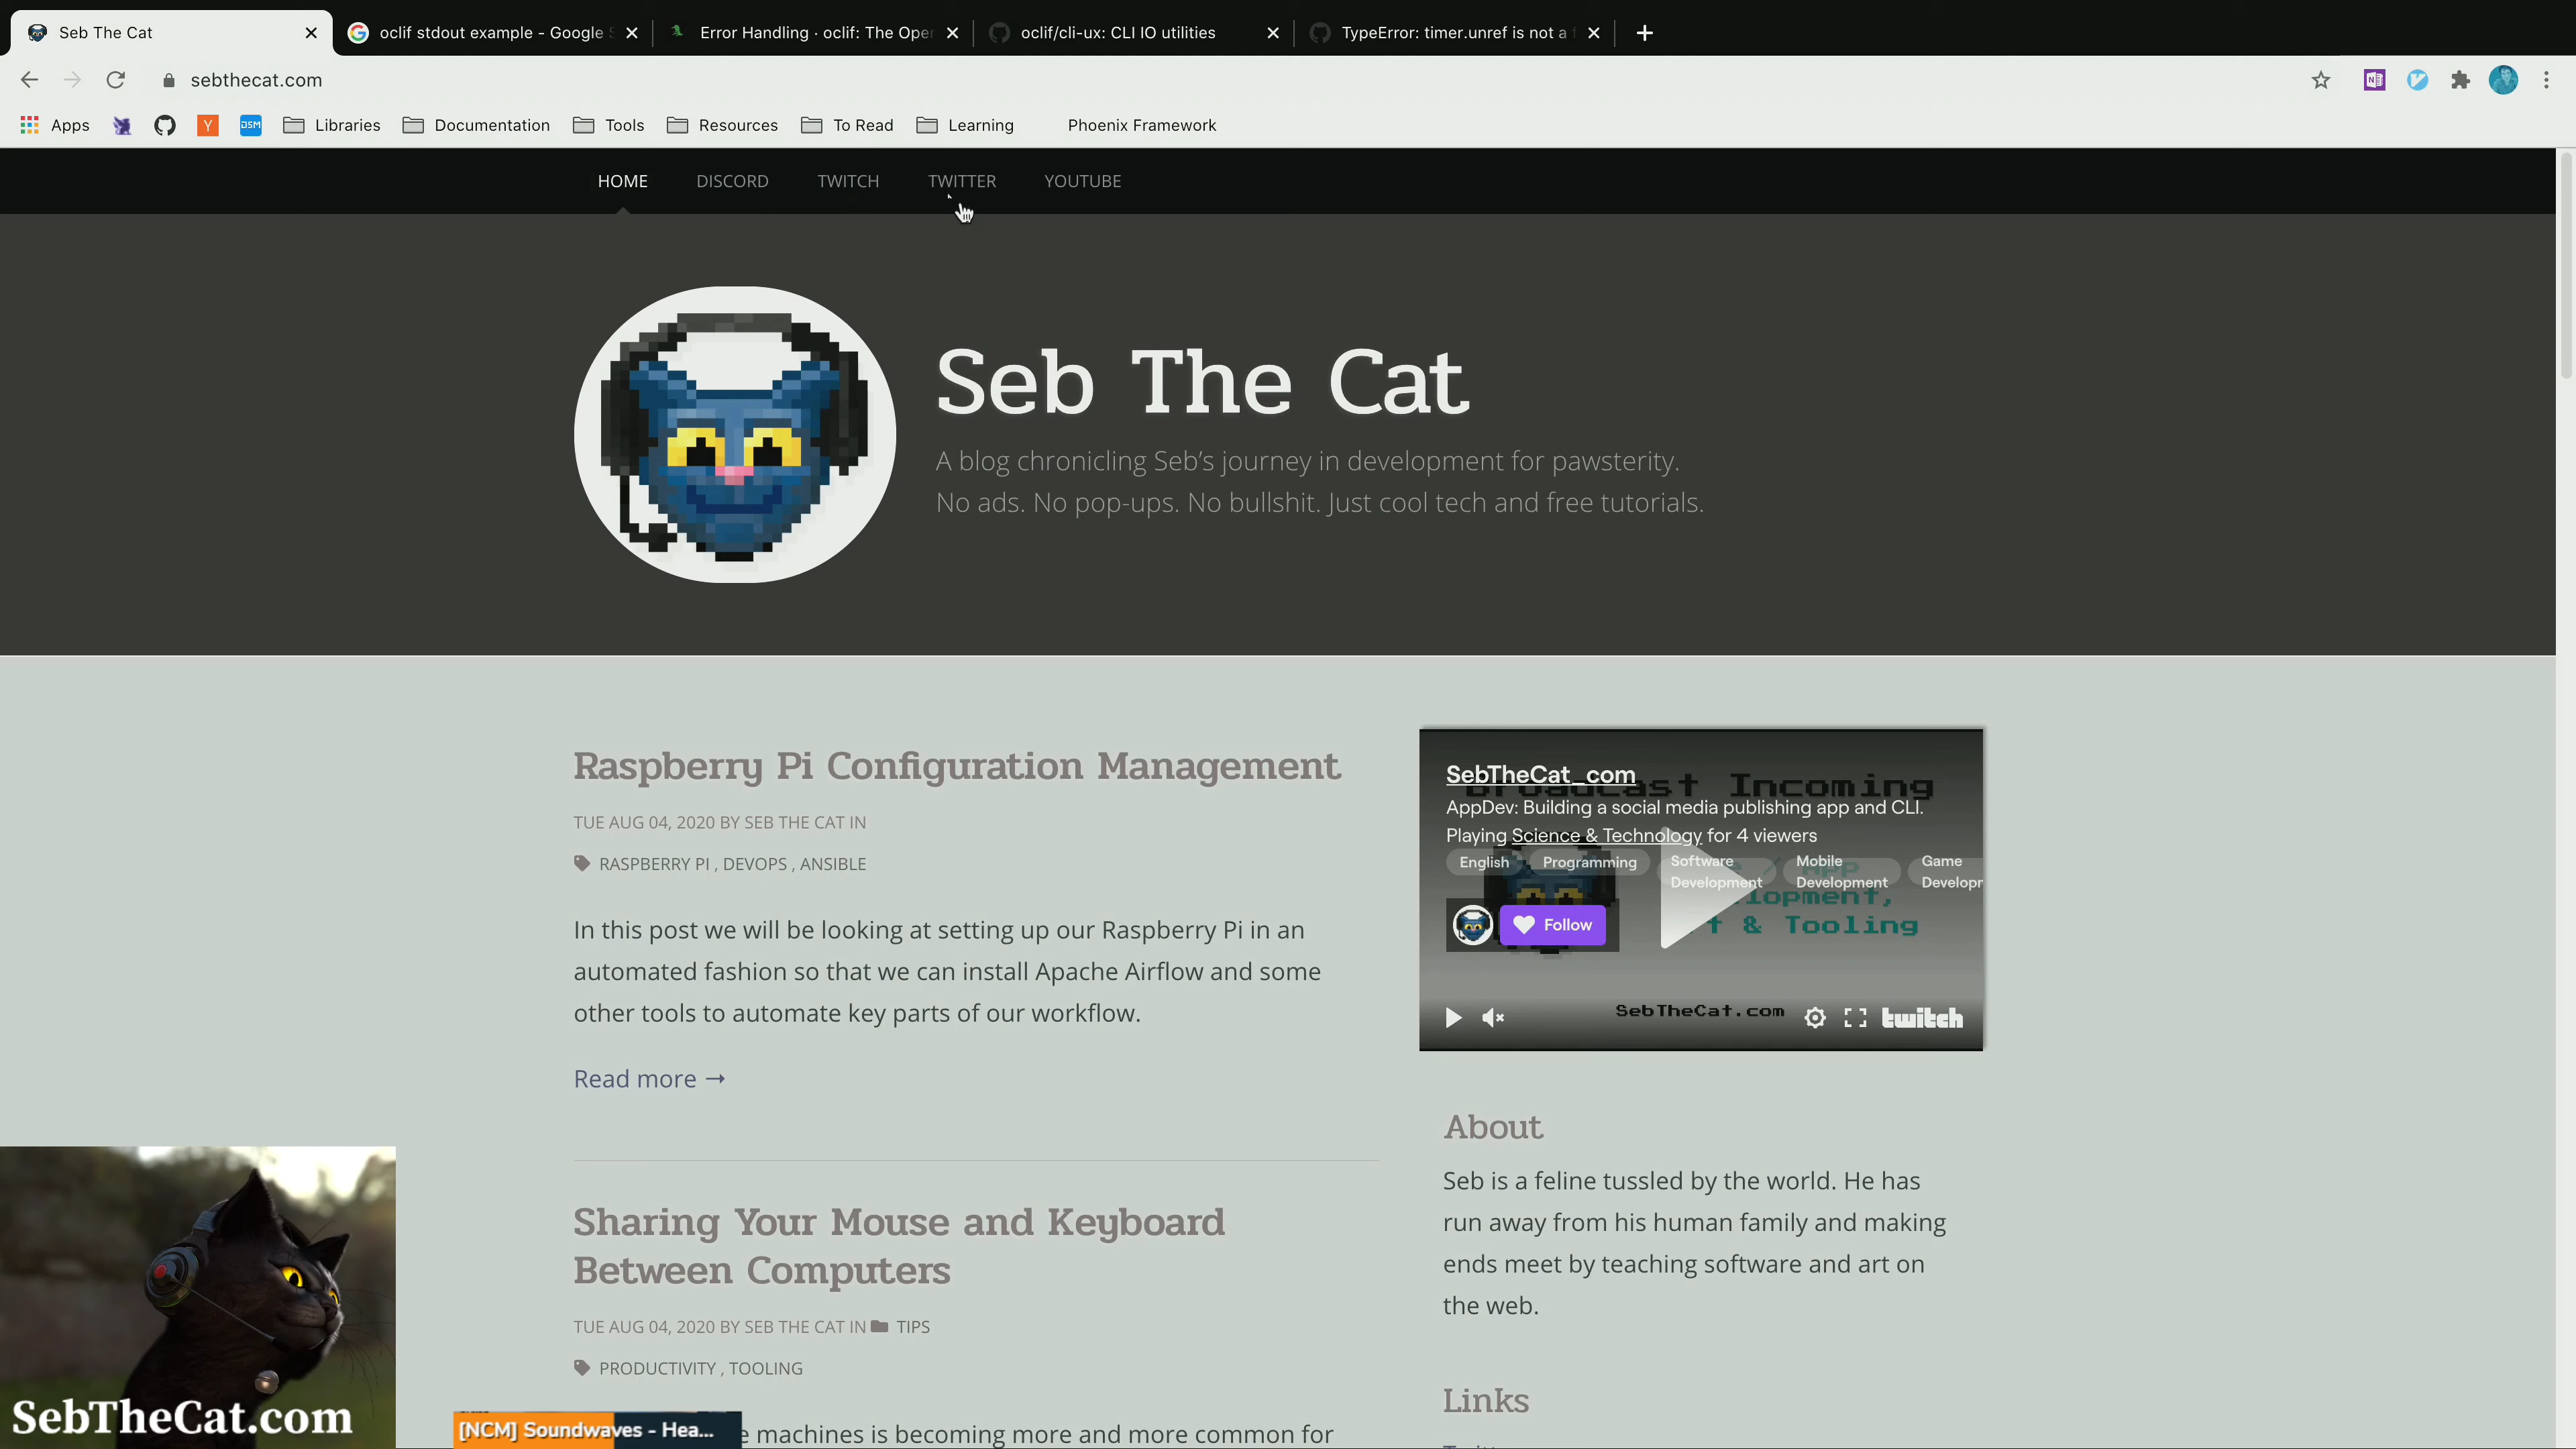 Seb The Cat
oclif stdout example - Google S
Error Handling · oclif: The Open
oclif/cli-ux: CLI IO utilities
TypeError: timer.unref is not a f
sebthecat.com
Apps
Y
DSM
Libraries
Documentation
Tools
Resources
To Read
Learning
Phoenix Framework
HOME
DISCORD
TWITCH
TWITTER
YOUTUBE
Seb The Cat
A blog chronicling Seb's journey in development for pawsterity.
No ads. No pop-ups. No bullshit. Just cool tech and free tutorials.
Raspberry Pi Configuration Management
TUE AUG 04, 2020 BY SEB THE CAT IN
RASPBERRY PI , DEVOPS , ANSIBLE
In this post we will be looking at setting up our Raspberry Pi in an
automated fashion so that we can install Apache Airflow and some
other tools to automate key parts of our workflow.
Read more →
Sharing Your Mouse and Keyboard
Between Computers
TUE AUG 04, 2020 BY SEB THE CAT IN TIPS
PRODUCTIVITY , TOOLING
e machines is becoming more and more common for
SebTheCat_com
Broadcast Incoming
AppDev: Building a social media publishing app and CLI.
Playing Science & Technology for 4 viewers
English
Programming
Software
Development
Mobile
Development
Game
Developm
& Tooling
Follow
SebTheCat.com
twitch
About
Seb is a feline tussled by the world. He has
run away from his human family and making
ends meet by teaching software and art on
the web.
Links
SebTheCat.com
[NCM] Soundwaves - Hea...